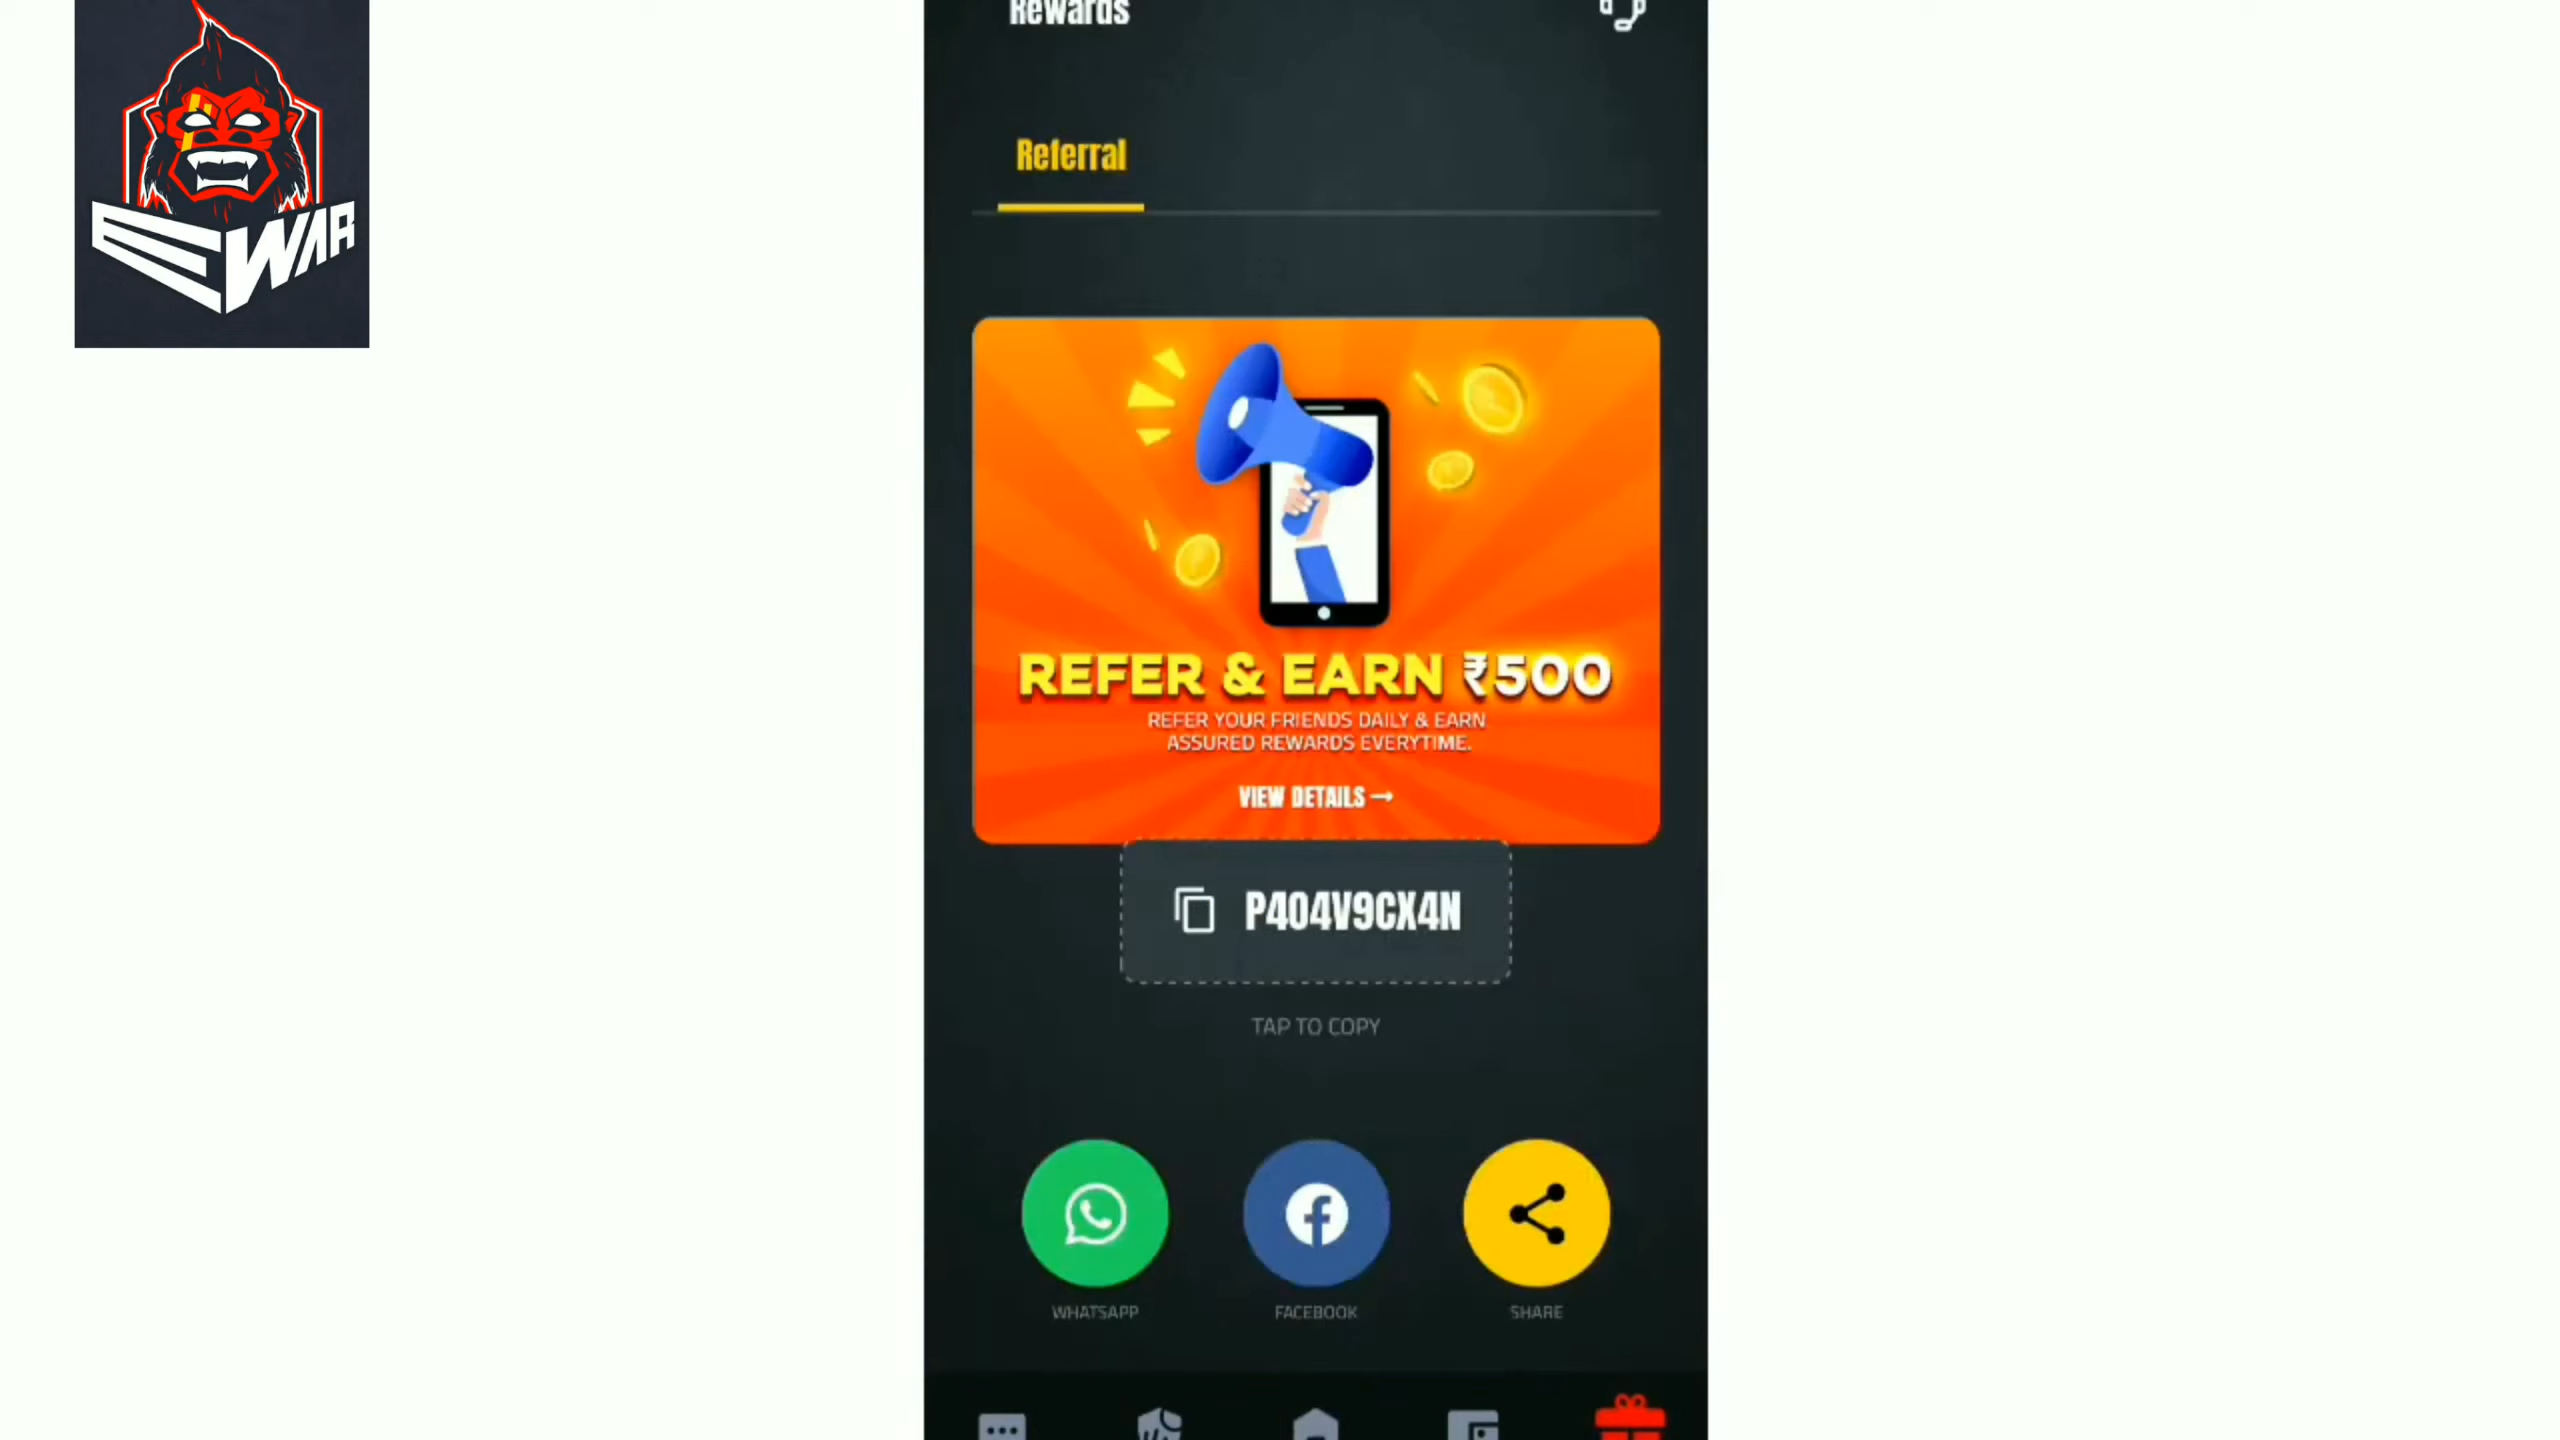 EWAR
Rewards
Referral
REFER & EARN ₹500
REFER YOUR FRIENDS DAILY & EARN
ASSURED REWARDS EVERYTIME.
VIEW DETAILS →
P404V9CX4N
TAP TO COPY
WHATSAPP FACEBOOK SHARE